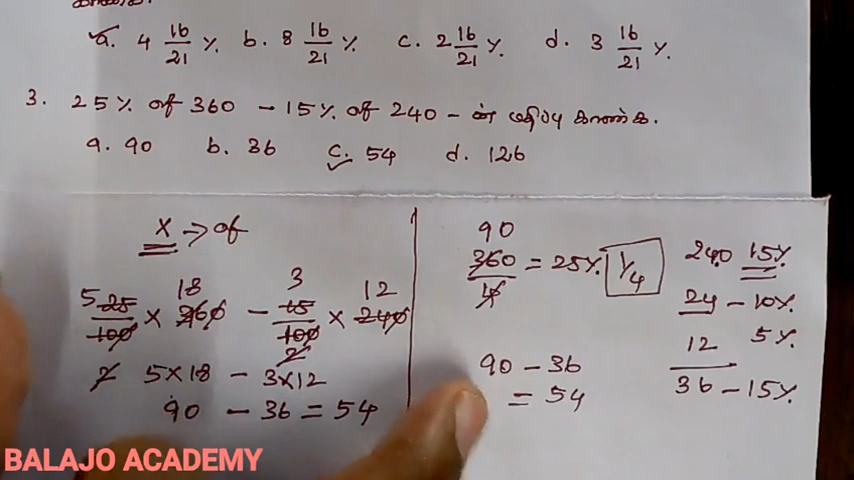 a. 4 16/21 %. b. 8 16/21 % c. 2 16/21 %. d. 3 16/21 %.
3. 25% of 360 - 15% of 240 - ன் மதிப்பு காண்க.
a. 90 b. 36 c. 54 d. 126
x → of
5 25/100 × 18 360 - 3 15/100 × 12 240
2 2
5×18 - 3×12
90 - 36 = 54
90
360/4 = 25% 1/4
90 - 36
= 54
240 15%
24 - 10%
12 5%
36 - 15%
BALAJO ACADEMY